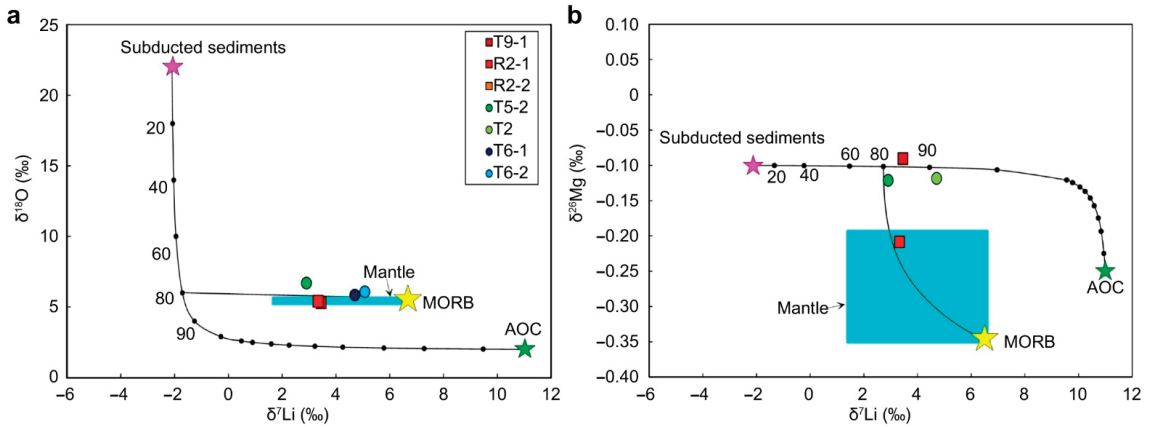 a
25
20
15
10
5
0
δ¹⁸O (‰)
Subducted sediments
20
40
60
80
90
T9-1
R2-1
R2-2
T5-2
T2
T6-1
T6-2
Mantle
MORB
AOC
−6 −4 −2 0 2 4 6 8 10 12
δ⁷Li (‰)
b
0.10
0.05
0
−0.05
−0.10
−0.15
−0.20
−0.25
−0.30
−0.35
−0.40
δ²⁶Mg (‰)
Subducted sediments
20 40 60 80 90
Mantle
MORB
AOC
−6 −4 −2 0 2 4 6 8 10 12
δ⁷Li (‰)